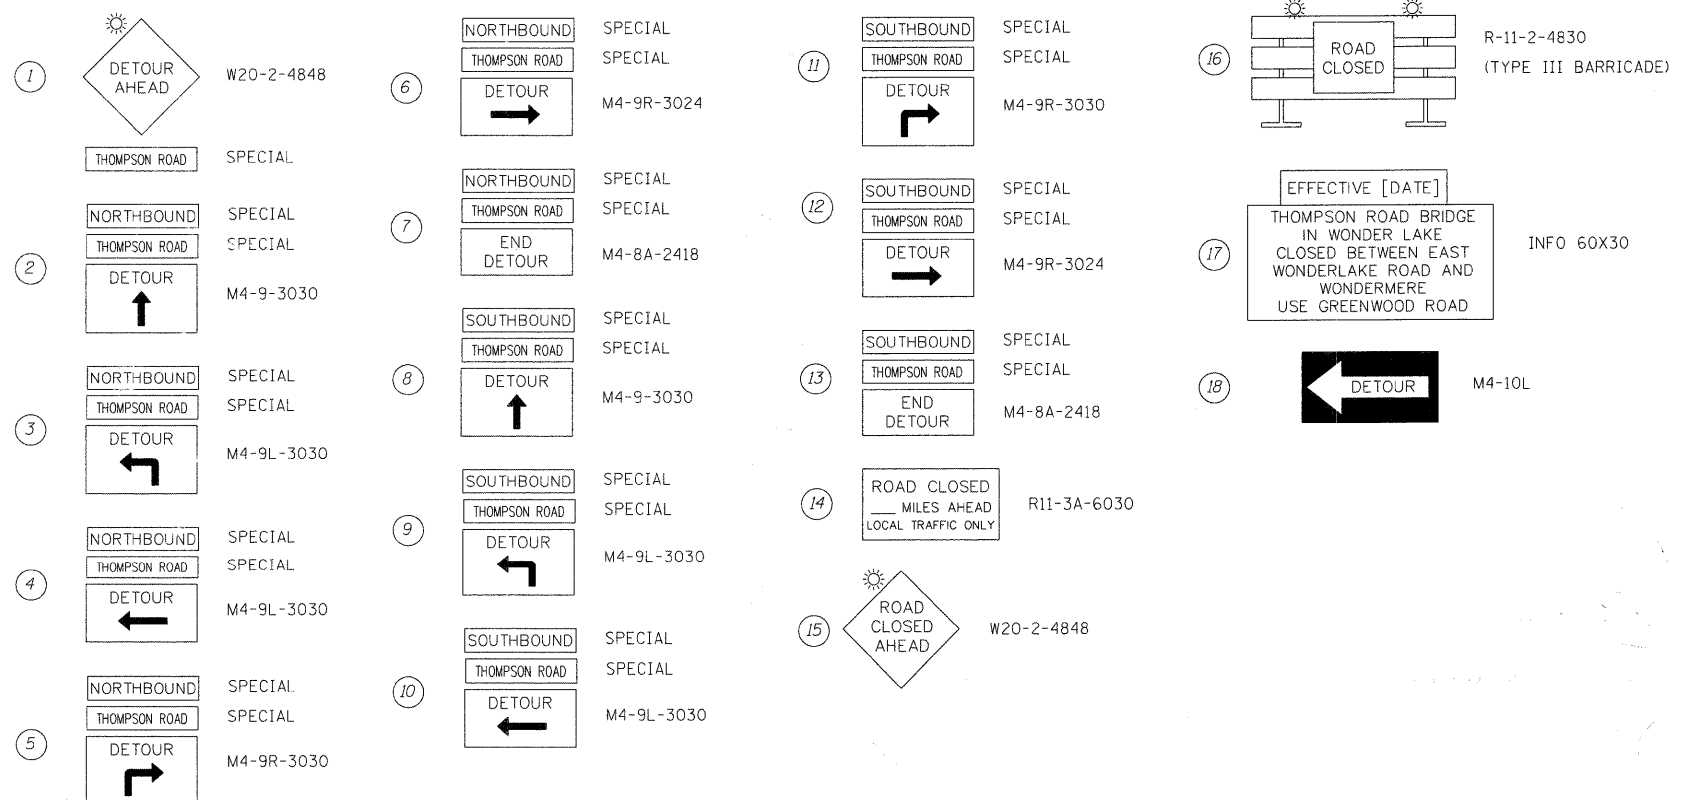 1
DETOUR
AHEAD
W20-2-4848
THOMPSON ROAD
SPECIAL
2
NORTHBOUND
SPECIAL
THOMPSON ROAD
SPECIAL
DETOUR
M4-9-3030
3
NORTHBOUND
SPECIAL
THOMPSON ROAD
SPECIAL
DETOUR
M4-9L-3030
4
NORTHBOUND
SPECIAL
THOMPSON ROAD
SPECIAL
DETOUR
M4-9L-3030
5
NORTHBOUND
SPECIAL
THOMPSON ROAD
SPECIAL
DETOUR
M4-9R-3030
6
NORTHBOUND
SPECIAL
THOMPSON ROAD
SPECIAL
DETOUR
M4-9R-3024
7
NORTHBOUND
SPECIAL
THOMPSON ROAD
SPECIAL
END
DETOUR
M4-8A-2418
8
SOUTHBOUND
SPECIAL
THOMPSON ROAD
SPECIAL
DETOUR
M4-9-3030
9
SOUTHBOUND
SPECIAL
THOMPSON ROAD
SPECIAL
DETOUR
M4-9L-3030
10
SOUTHBOUND
SPECIAL
THOMPSON ROAD
SPECIAL
DETOUR
M4-9L-3030
11
SOUTHBOUND
SPECIAL
THOMPSON ROAD
SPECIAL
DETOUR
M4-9R-3030
12
SOUTHBOUND
SPECIAL
THOMPSON ROAD
SPECIAL
DETOUR
M4-9R-3024
13
SOUTHBOUND
SPECIAL
THOMPSON ROAD
SPECIAL
END
DETOUR
M4-8A-2418
14
ROAD CLOSED
___ MILES AHEAD
LOCAL TRAFFIC ONLY
R11-3A-6030
15
ROAD
CLOSED
AHEAD
W20-2-4848
16
ROAD
CLOSED
R-11-2-4830
(TYPE III BARRICADE)
17
EFFECTIVE [DATE]
THOMPSON ROAD BRIDGE
IN WONDER LAKE
CLOSED BETWEEN EAST
WONDERLAKE ROAD AND
WONDERMERE
USE GREENWOOD ROAD
INFO 60X30
18
DETOUR
M4-10L